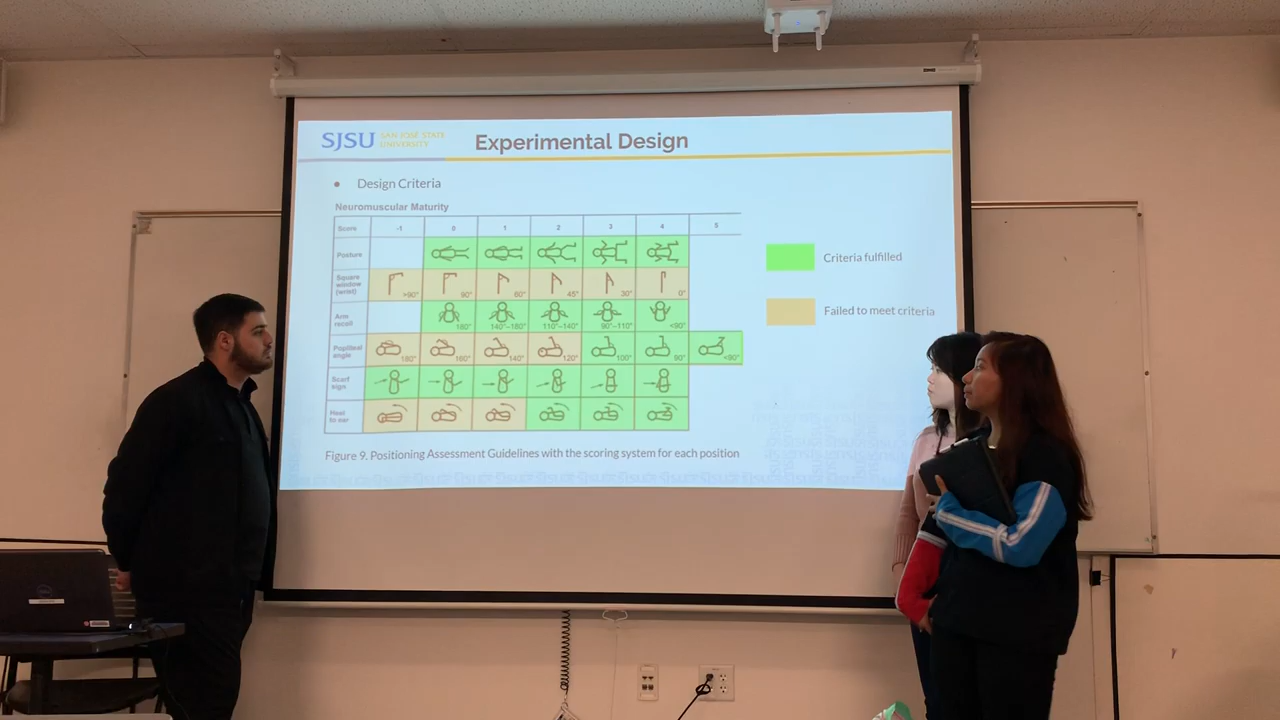 SJSU SAN JOSÉ STATE
UNIVERSITY
Experimental Design
● Design Criteria
Neuromuscular Maturity
Score -1 0 1 2 3 4 5
Posture
Square
window
(wrist) >90° 90° 60° 45° 30° 0°
Arm
recoil 180° 140°–180° 110°–140° 90°–110° <90°
Popliteal
angle 180° 160° 140° 120° 100° 90° <90°
Scarf
sign
Heel
to ear
Figure 9. Positioning Assessment Guidelines with the scoring system for each position
Criteria fulfilled
Failed to meet criteria
DELL